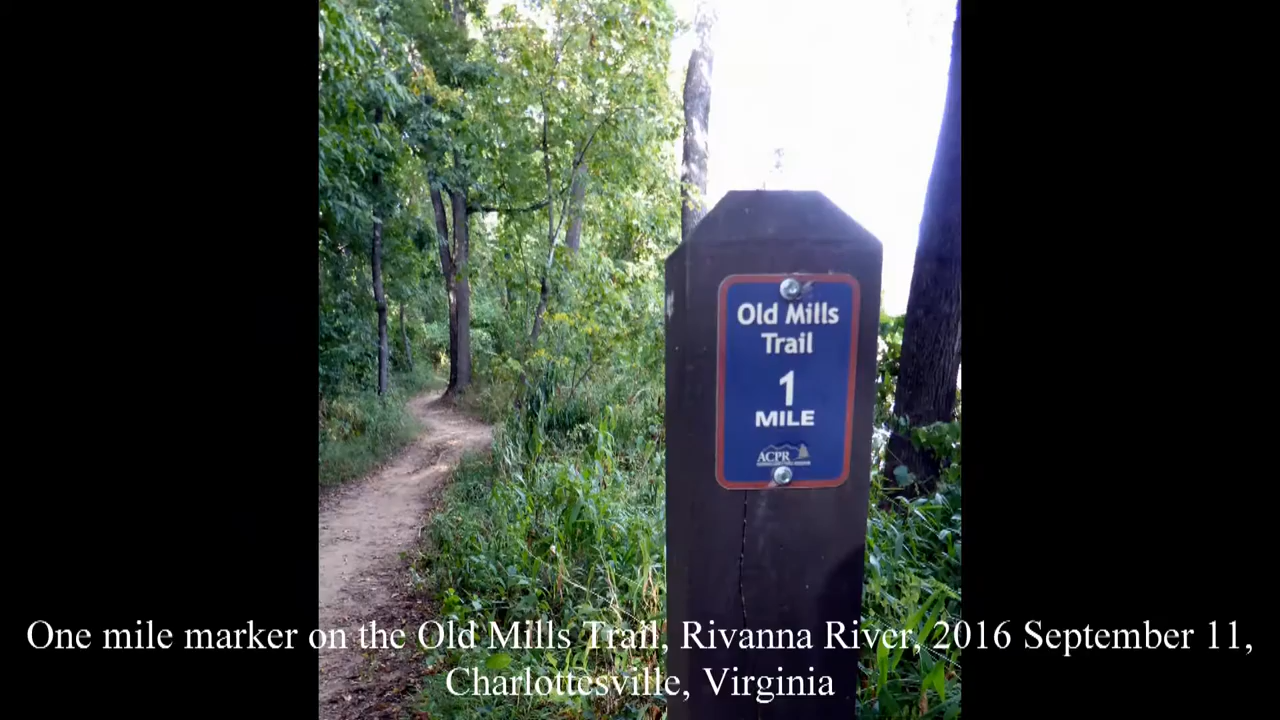 Old Mills
Trail
1
MILE
ACPR
One mile marker on the Old Mills Trail, Rivanna River, 2016 September 11,
Charlottesville, Virginia